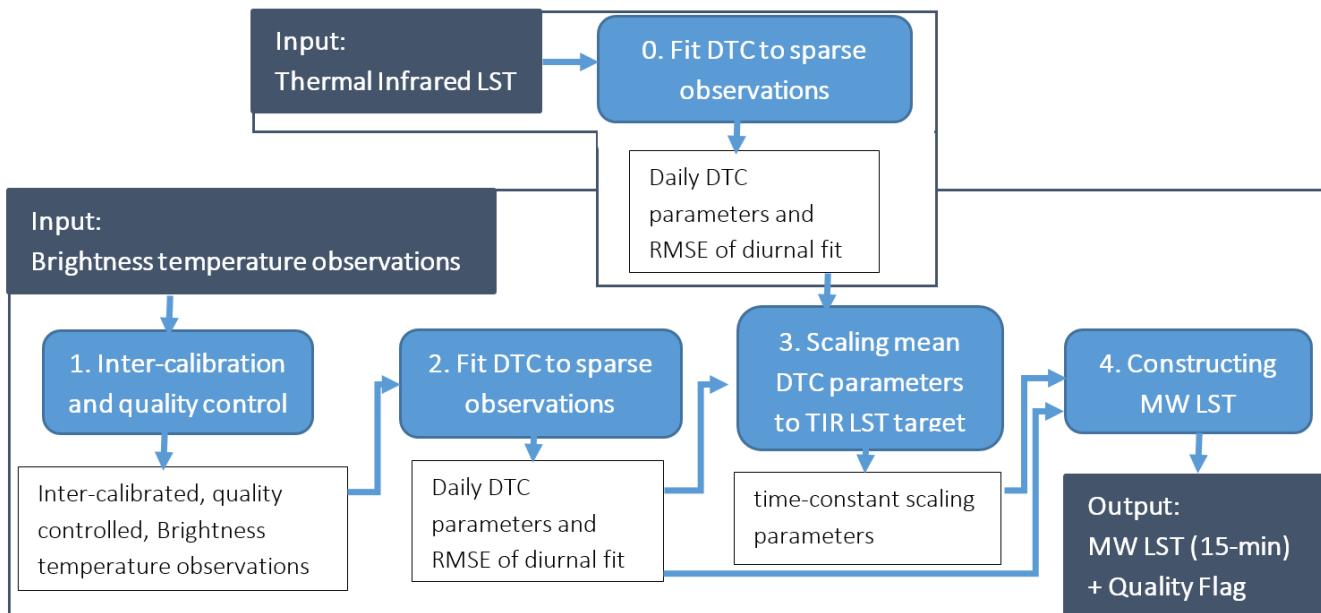 Input:
Thermal Infrared LST
0. Fit DTC to sparse
observations
Daily DTC
parameters and
RMSE of diurnal fit
Input:
Brightness temperature observations
1. Inter-calibration
and quality control
Inter-calibrated, quality
controlled, Brightness
temperature observations
2. Fit DTC to sparse
observations
Daily DTC
parameters and
RMSE of diurnal fit
3. Scaling mean
DTC parameters
to TIR LST target
time-constant scaling
parameters
4. Constructing
MW LST
Output:
MW LST (15-min)
+ Quality Flag